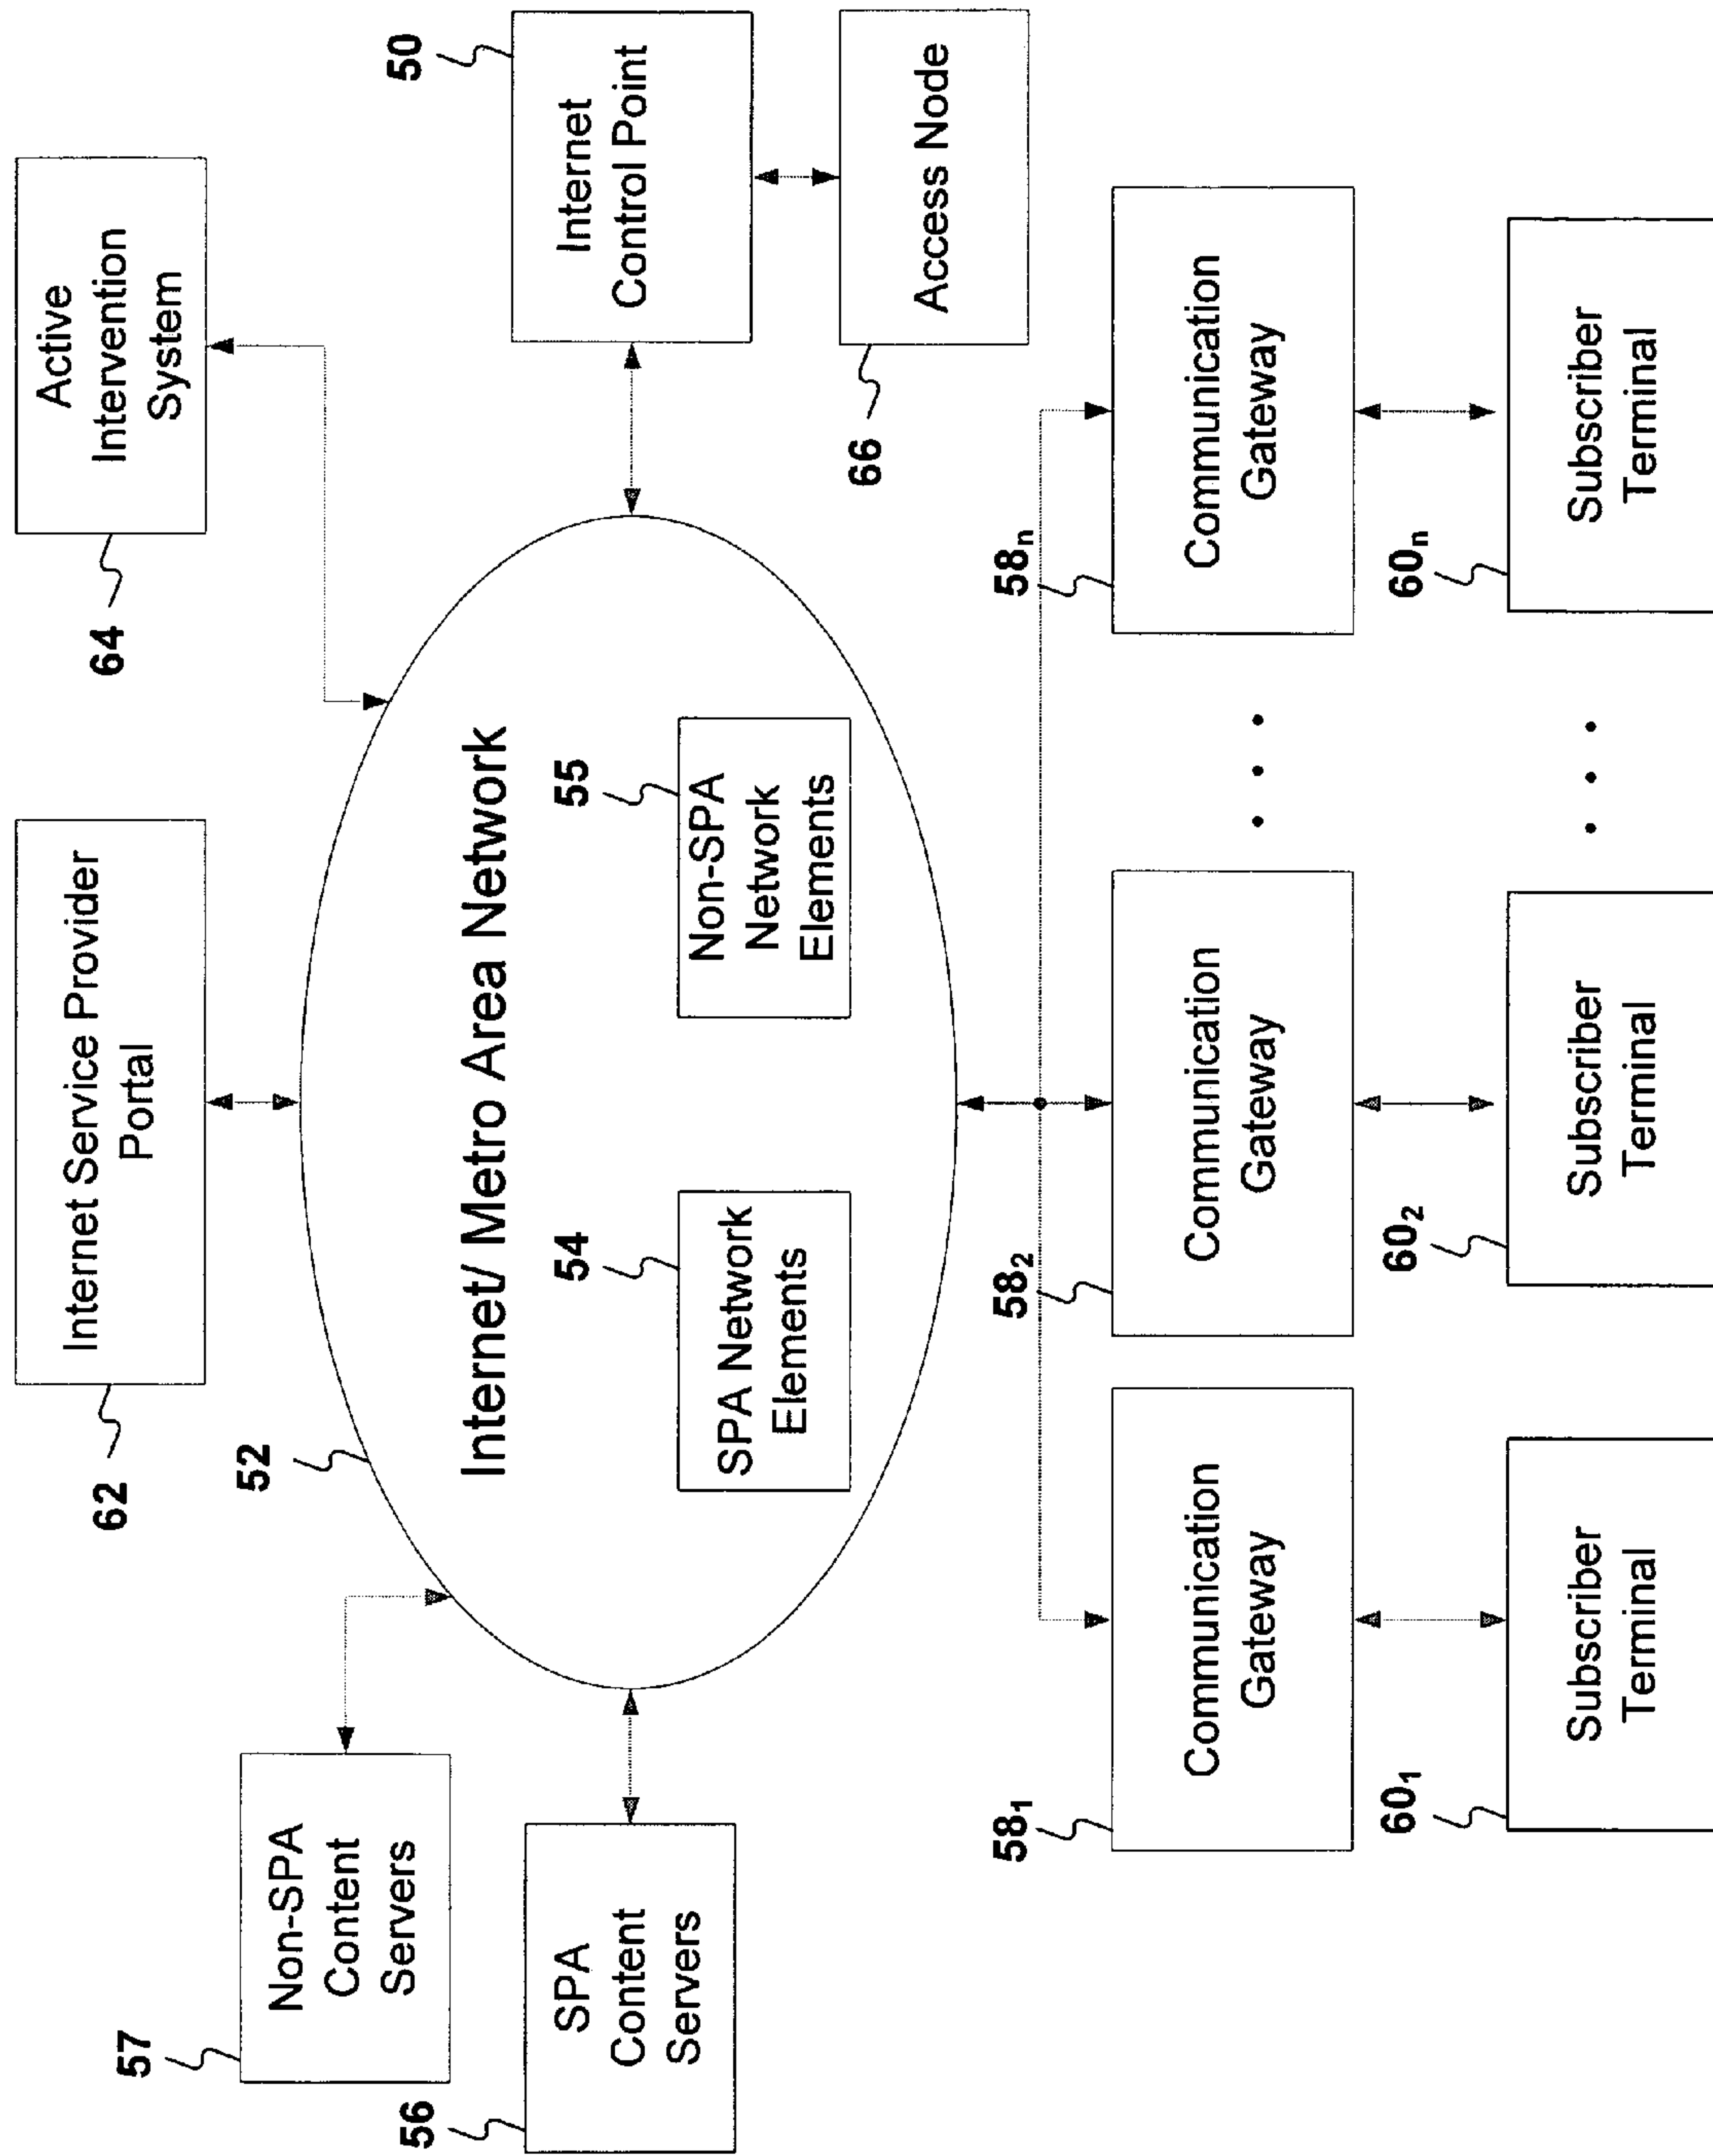 62
Internet Service Provider
Portal
64
Active
Intervention
System
57
Non-SPA
Content
Servers
56
SPA
Content
Servers
52
Internet/ Metro Area Network
54
SPA Network
Elements
55
Non-SPA
Network
Elements
50
Internet
Control Point
66
Access Node
58₁
Communication
Gateway
58₂
Communication
Gateway
• • •
58ₙ
Communication
Gateway
60₁
Subscriber
Terminal
60₂
Subscriber
Terminal
• • •
60ₙ
Subscriber
Terminal